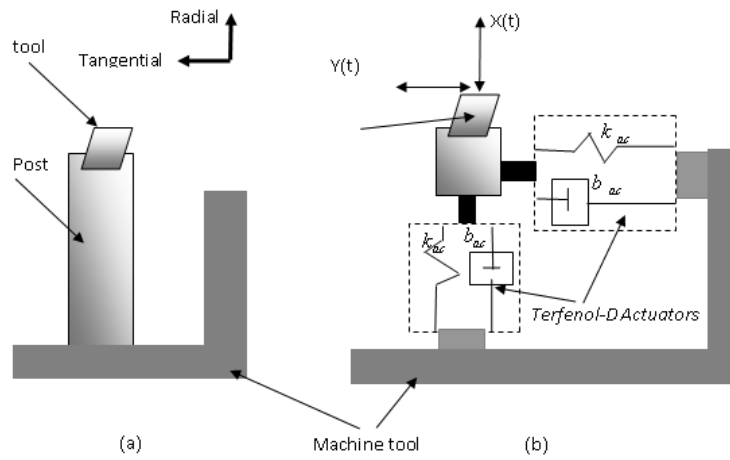 Radial
tool
Tangential
Post
(a)
Machine tool
X(t)
Y(t)
k ac
b ac
k ac
b ac
Terfenol-D Actuators
(b)